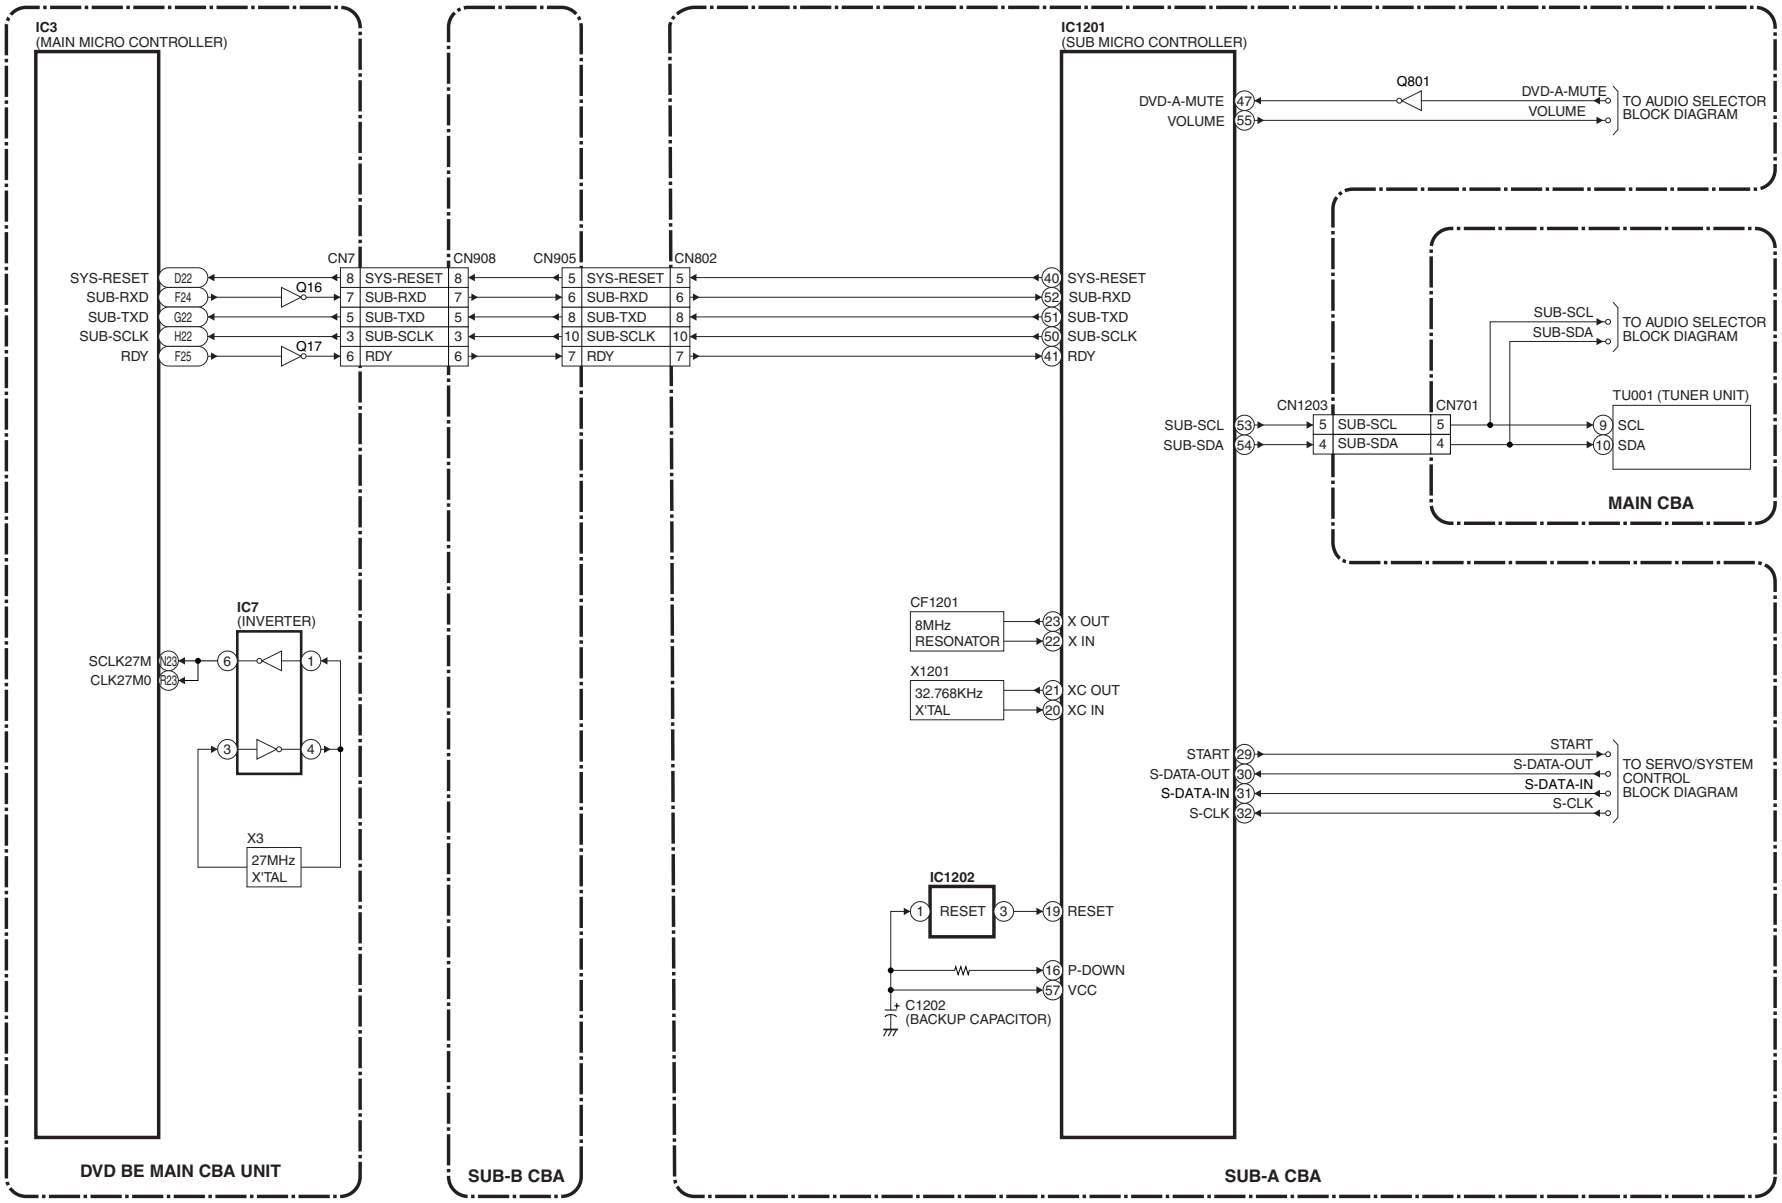 IC3
(MAIN MICRO CONTROLLER)
IC1201
(SUB MICRO CONTROLLER)
Q801
DVD-A-MUTE 47 DVD-A-MUTE
VOLUME 55 VOLUME
TO AUDIO SELECTOR
BLOCK DIAGRAM
CN7 CN908 CN905 CN802
SYS-RESET D22 8 SYS-RESET 8 5 SYS-RESET 5 40 SYS-RESET
Q16
SUB-RXD F24 7 SUB-RXD 7 6 SUB-RXD 6 52 SUB-RXD
SUB-TXD G22 5 SUB-TXD 5 8 SUB-TXD 8 51 SUB-TXD
SUB-SCLK H22 3 SUB-SCLK 3 10 SUB-SCLK 10 50 SUB-SCLK
Q17
RDY F25 6 RDY 6 7 RDY 7 41 RDY
SUB-SCL
SUB-SDA
TO AUDIO SELECTOR
BLOCK DIAGRAM
TU001 (TUNER UNIT)
CN1203 CN701
SUB-SCL 53 5 SUB-SCL 5 9 SCL
SUB-SDA 54 4 SUB-SDA 4 10 SDA
MAIN CBA
IC7
(INVERTER)
SCLK27M N23 6 1
CLK27M0 R23
3 4
X3
27MHz
X'TAL
CF1201
8MHz
RESONATOR
23 X OUT
22 X IN
X1201
32.768KHz
X'TAL
21 XC OUT
20 XC IN
START 29 START
S-DATA-OUT 30 S-DATA-OUT
S-DATA-IN 31 S-DATA-IN
S-CLK 32 S-CLK
TO SERVO/SYSTEM
CONTROL
BLOCK DIAGRAM
IC1202
1 RESET 3 19 RESET
16 P-DOWN
57 VCC
+ C1202
(BACKUP CAPACITOR)
DVD BE MAIN CBA UNIT
SUB-B CBA
SUB-A CBA